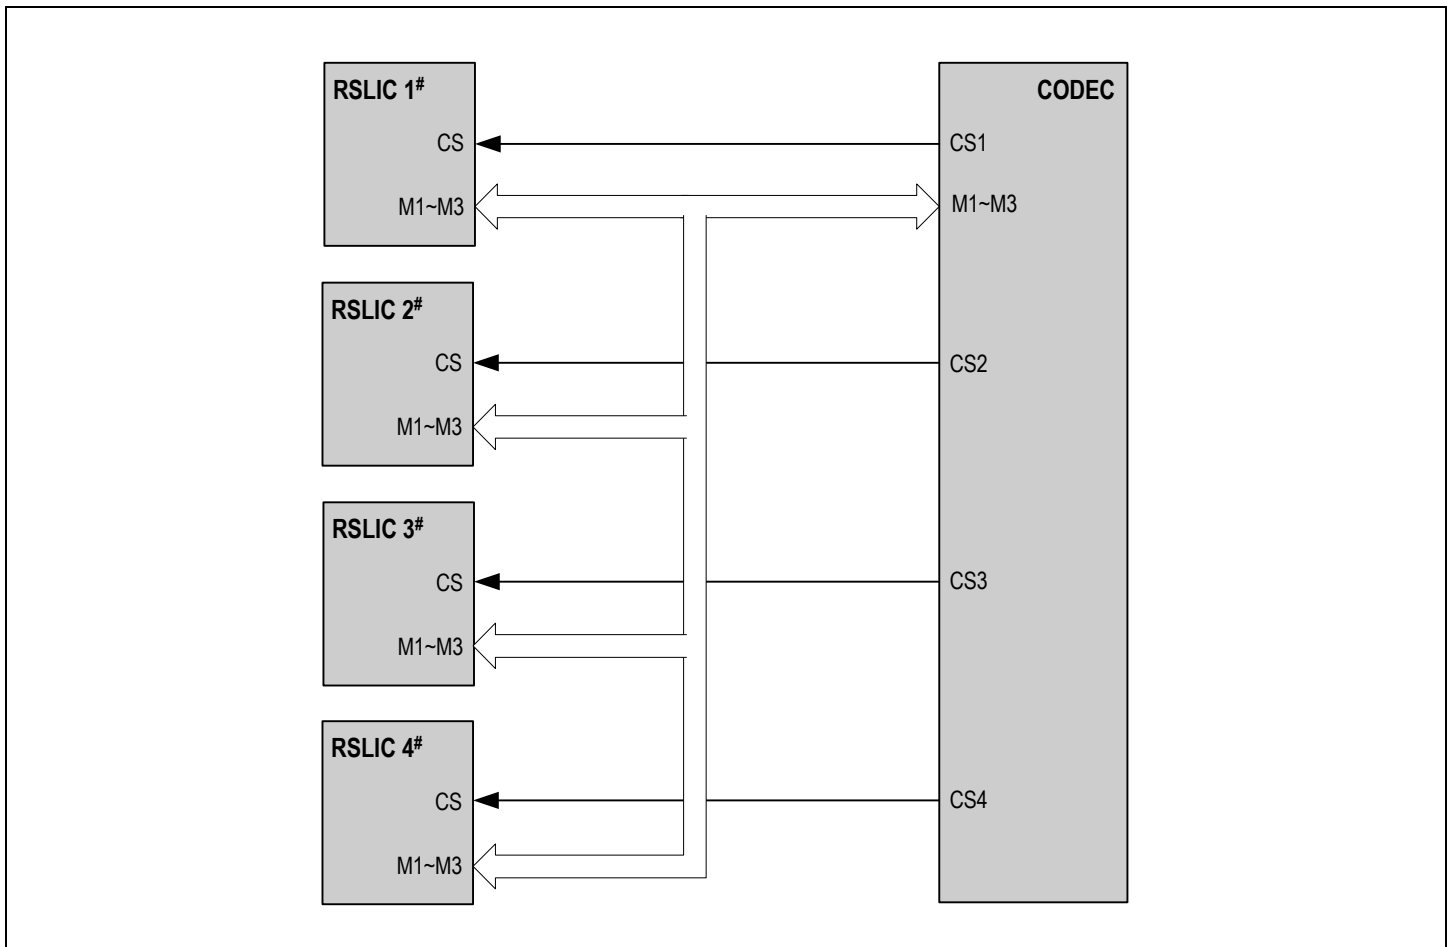 RSLIC 1#
CS
M1~M3
RSLIC 2#
CS
M1~M3
RSLIC 3#
CS
M1~M3
RSLIC 4#
CS
M1~M3
CODEC
CS1
M1~M3
CS2
CS3
CS4